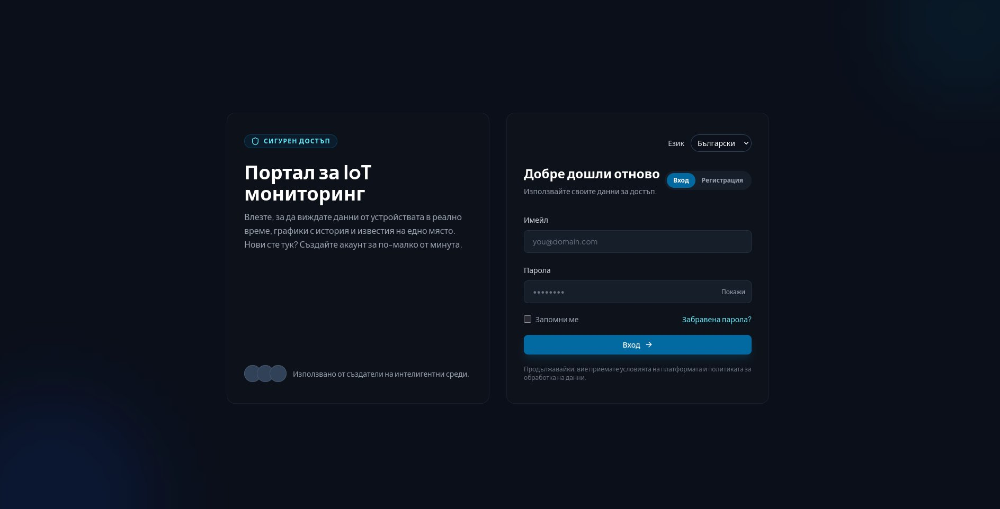 СИГУРЕН ДОСТЪП
Портал за IoT
мониторинг
Влезте, за да виждате данни от устройствата в реално
време, графики с история и известия на едно място.
Нови сте тук? Създайте акаунт за по-малко от минута.
Използвано от създатели на интелигентни среди.
Език Български
Добре дошли отново
Вход Регистрация
Използвайте своите данни за достъп.
Имейл
you@domain.com
Парола
••••••••
Покажи
Запомни ме
Забравена парола?
Вход →
Продължавайки, вие приемате условията на платформата и политиката за
обработка на данни.